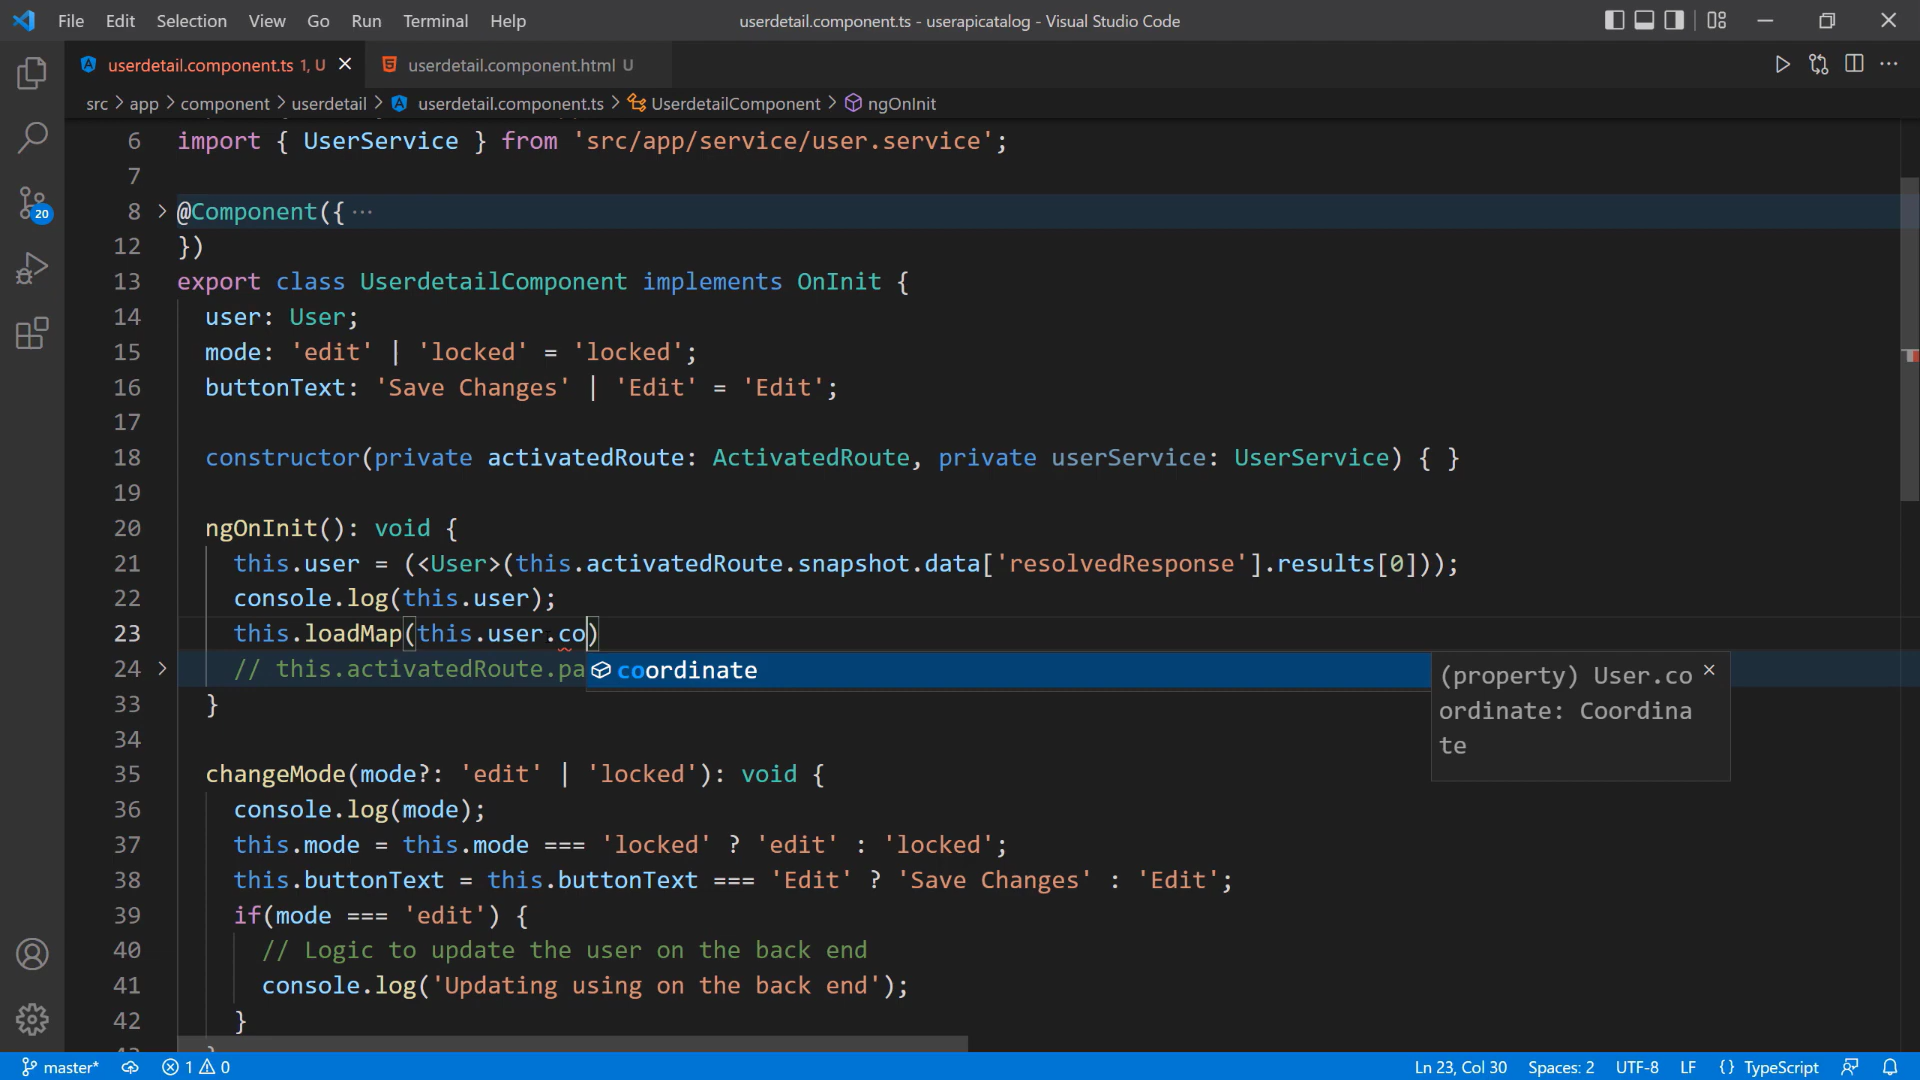 File Edit Selection View Go Run Terminal Help userdetail.component.ts - userapicatalog - Visual Studio Code
userdetail.component.ts 1, U userdetail.component.html U
src > app > component > userdetail > userdetail.component.ts > UserdetailComponent > ngOnInit
6 import { UserService } from 'src/app/service/user.service';
7
8 @Component({ ···
12 })
13 export class UserdetailComponent implements OnInit {
14 user: User;
15 mode: 'edit' | 'locked' = 'locked';
16 buttonText: 'Save Changes' | 'Edit' = 'Edit';
17
18 constructor(private activatedRoute: ActivatedRoute, private userService: UserService) { }
19
20 ngOnInit(): void {
21 this.user = (<User>(this.activatedRoute.snapshot.data['resolvedResponse'].results[0]));
22 console.log(this.user);
23 this.loadMap(this.user.co)
24 // this.activatedRoute.pa
coordinate
(property) User.co
ordinate: Coordina
te
33 }
34
35 changeMode(mode?: 'edit' | 'locked'): void {
36 console.log(mode);
37 this.mode = this.mode === 'locked' ? 'edit' : 'locked';
38 this.buttonText = this.buttonText === 'Edit' ? 'Save Changes' : 'Edit';
39 if(mode === 'edit') {
40 // Logic to update the user on the back end
41 console.log('Updating using on the back end');
42 }
20
master* 1 0 Ln 23, Col 30 Spaces: 2 UTF-8 LF { } TypeScript